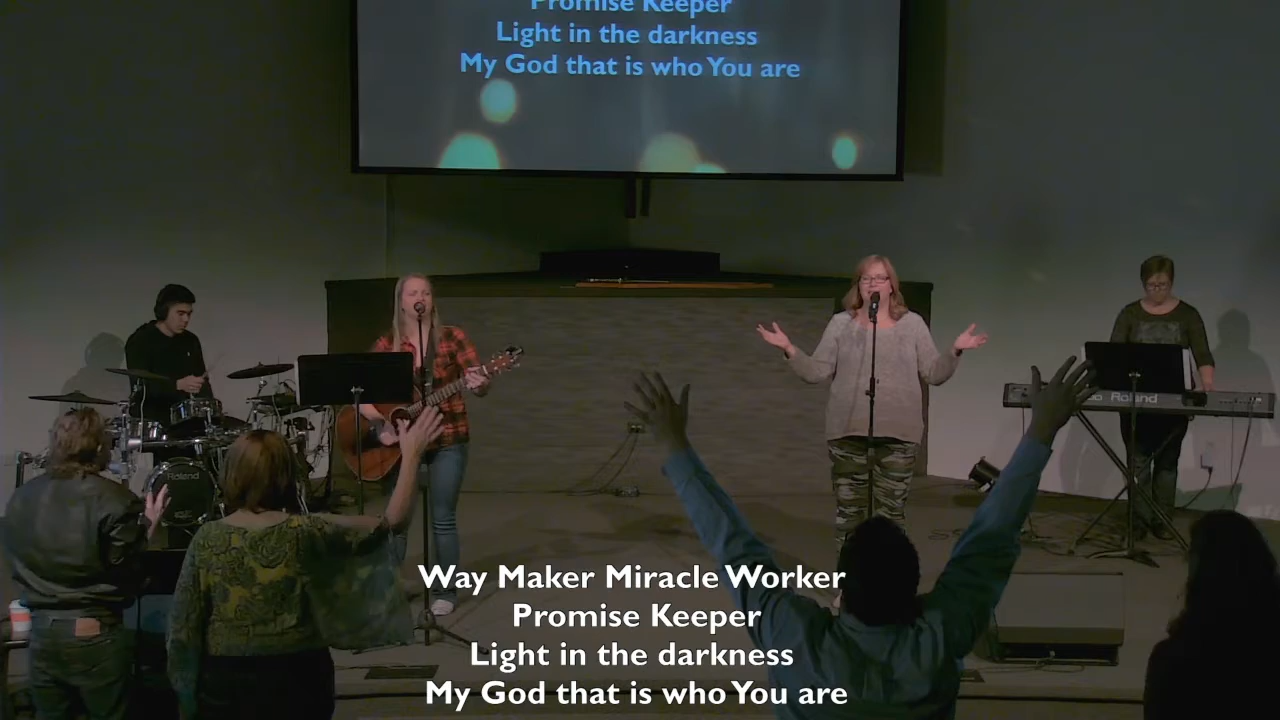 Promise Keeper
Light in the darkness
My God that is who You are
Roland
Roland
Way Maker Miracle Worker
Promise Keeper
Light in the darkness
My God that is who You are